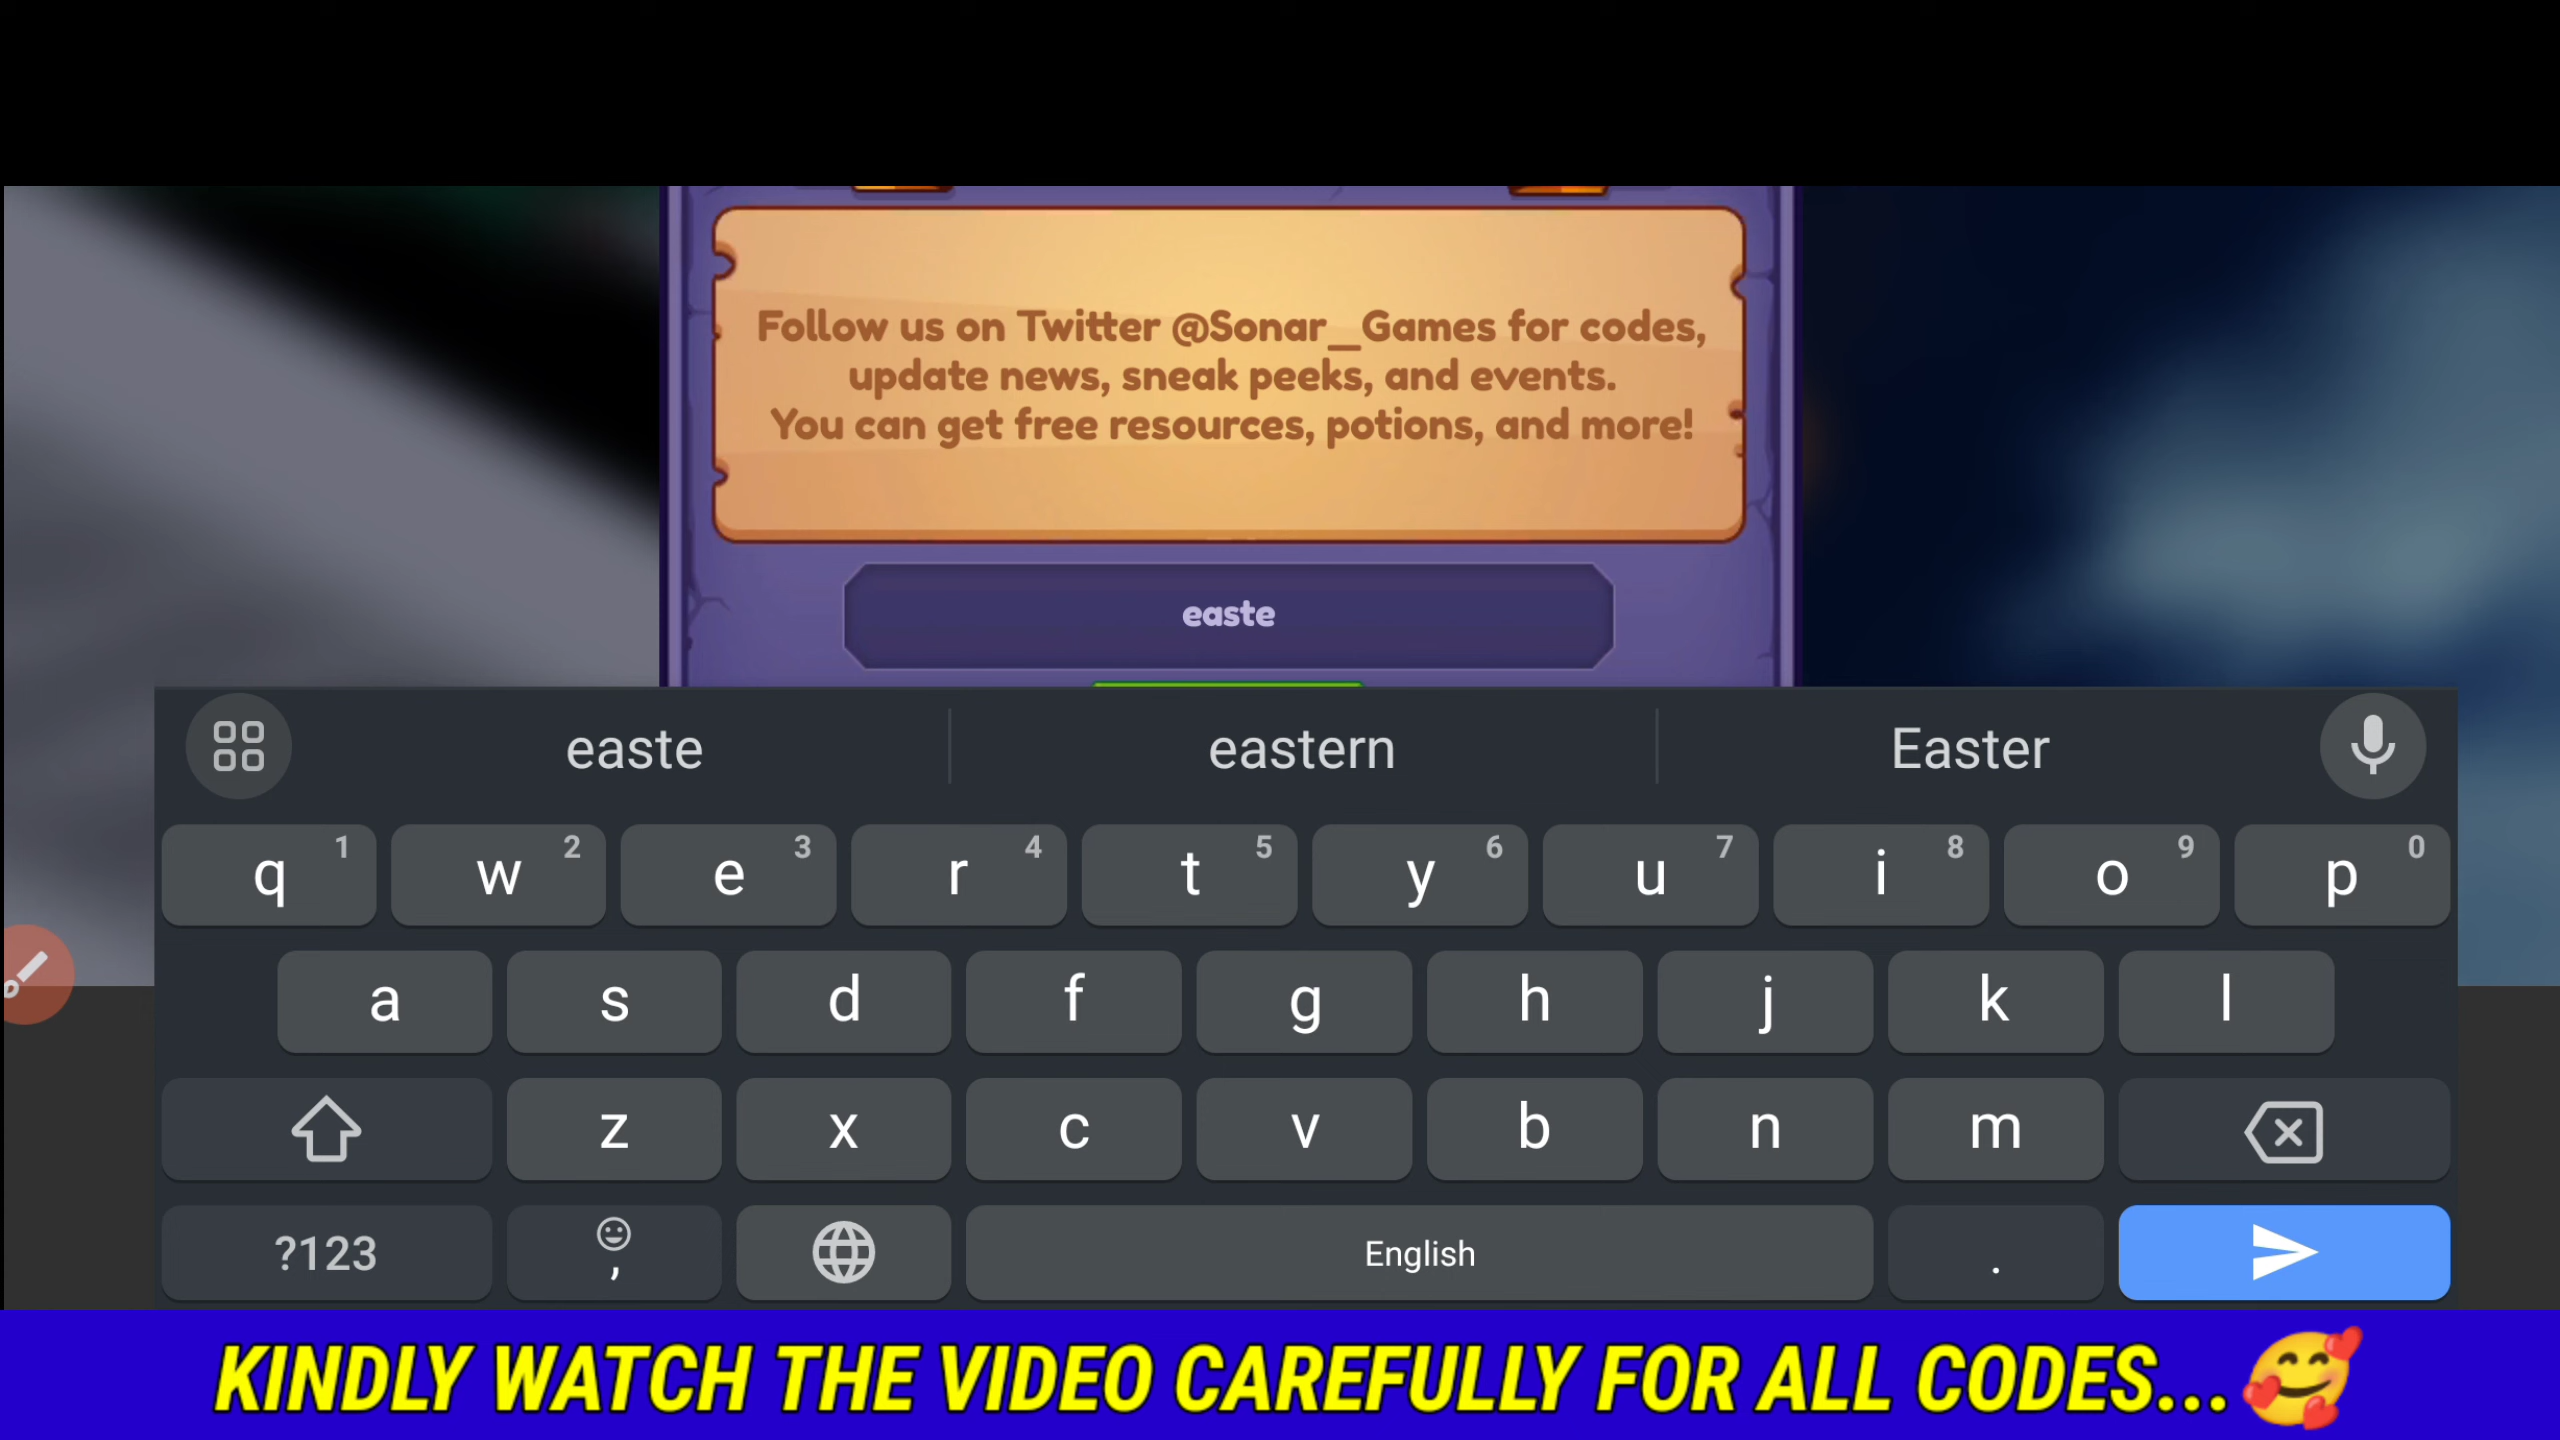 Follow us on Twitter @Sonar_Games for codes,
update news, sneak peeks, and events.
You can get free resources, potions, and more!
easte
easte eastern Easter
q 1 w 2 e 3 r 4 t 5 y 6 u 7 i 8 o 9 p 0
a s d f g h j k l
z x c v b n m
?123 , English .
KINDLY WATCH THE VIDEO CAREFULLY FOR ALL CODES...🥰